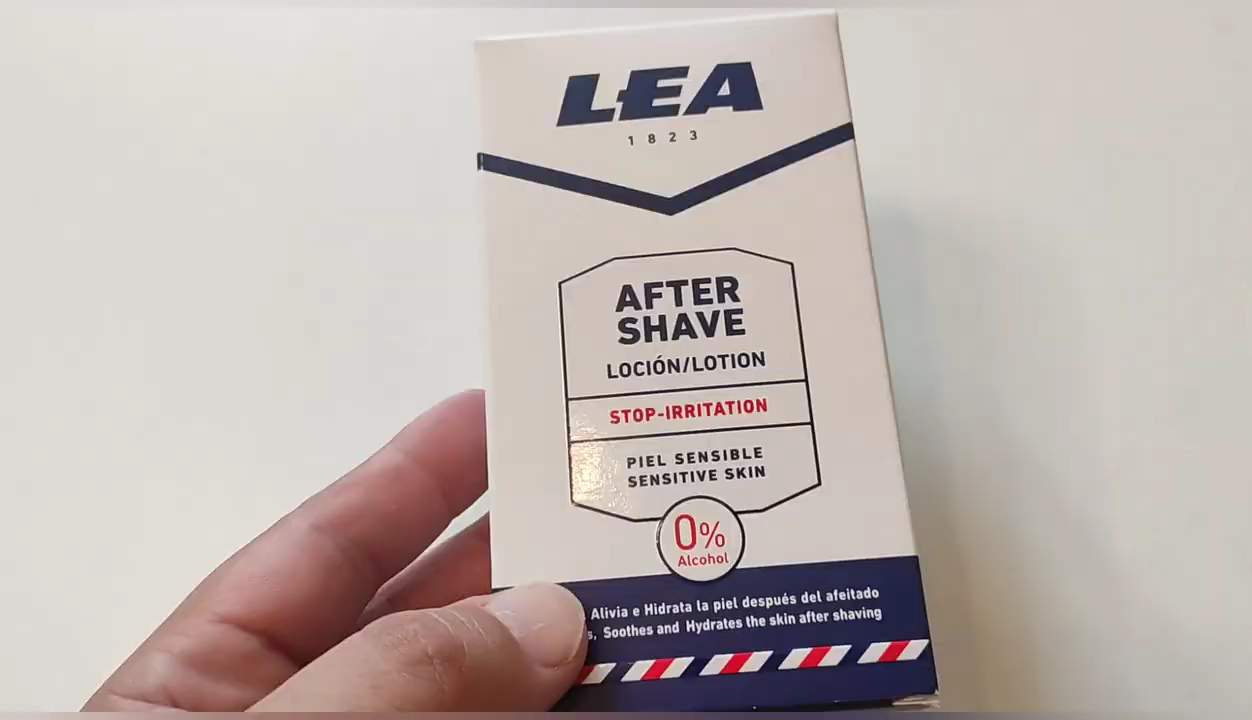 LEA
1823
AFTER
SHAVE
LOCIÓN/LOTION
STOP-IRRITATION
PIEL SENSIBLE
SENSITIVE SKIN
0%
Alcohol
Alivia e Hidrata la piel después del afeitado
Soothes and Hydrates the skin after shaving